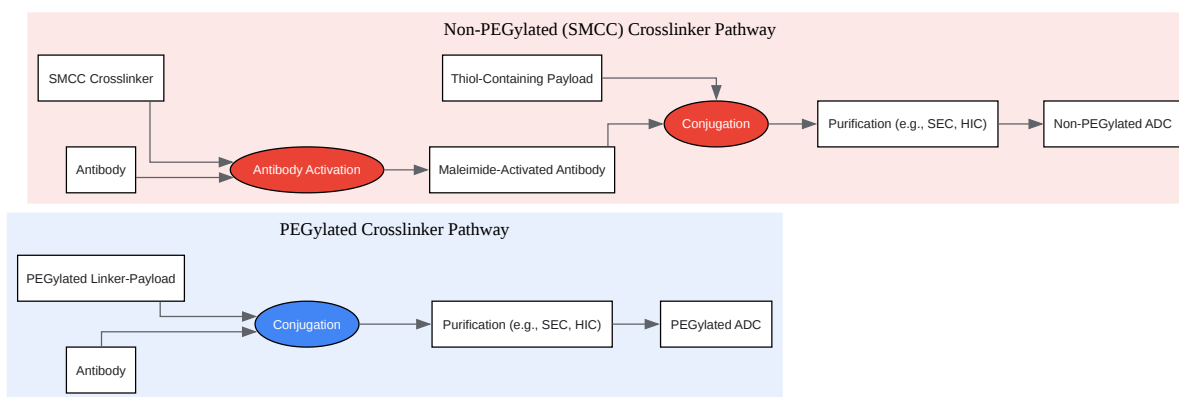 Non-PEGylated (SMCC) Crosslinker Pathway
SMCC Crosslinker
Thiol-Containing Payload
Conjugation
Purification (e.g., SEC, HIC)
Non-PEGylated ADC
Antibody
Antibody Activation
Maleimide-Activated Antibody
PEGylated Crosslinker Pathway
PEGylated Linker-Payload
Conjugation
Purification (e.g., SEC, HIC)
PEGylated ADC
Antibody